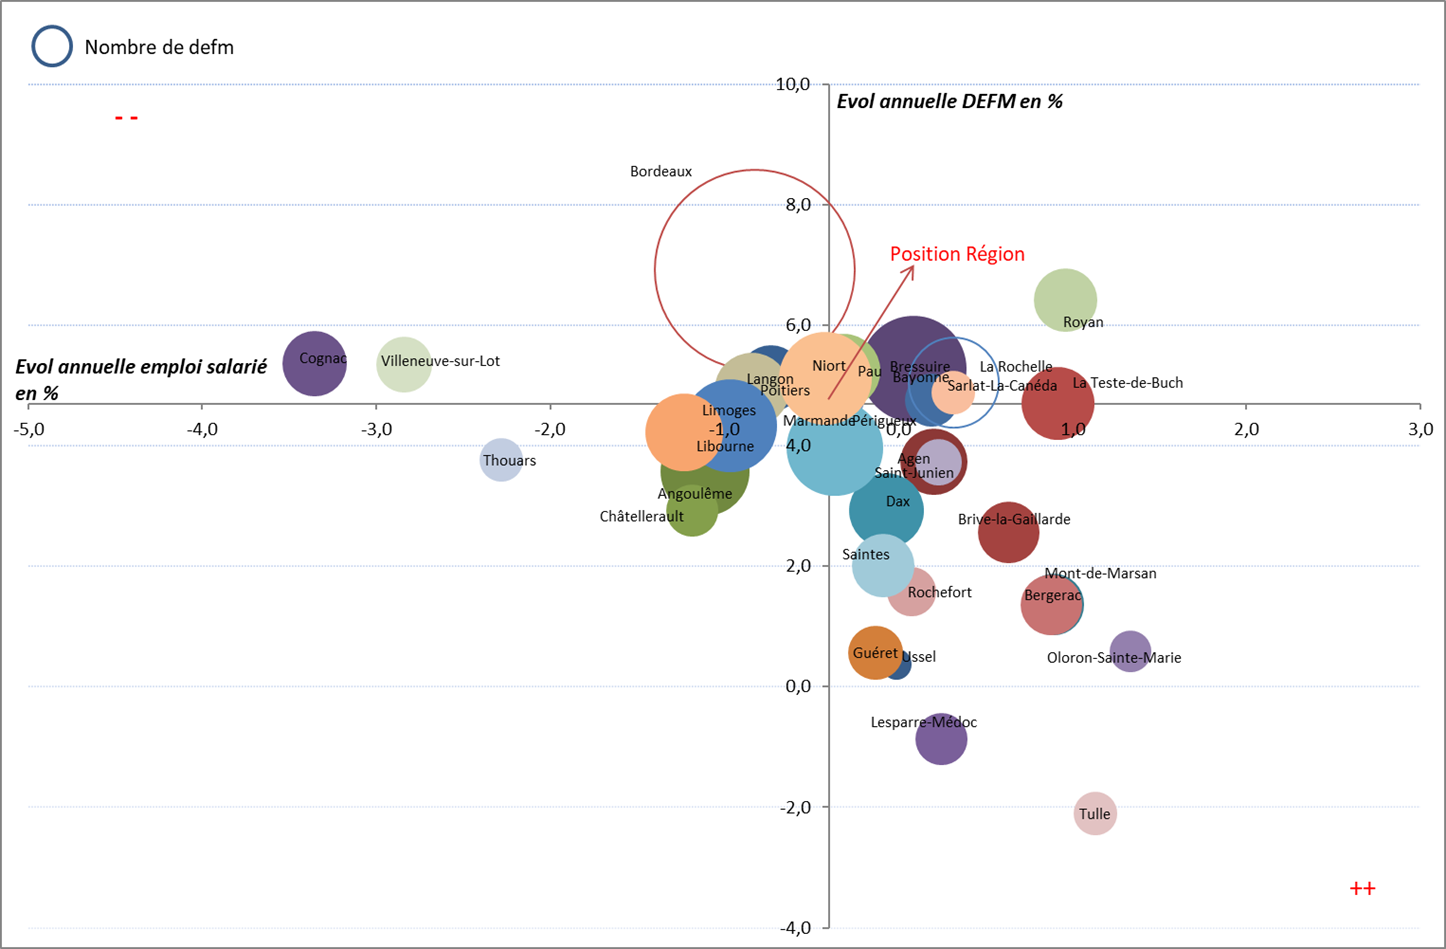 Nombre de defm
10,0
Evol annuelle DEFM en %
- -
Bordeaux
8,0
Position Région
6,0
Royan
Evol annuelle emploi salarié
en %
Cognac
Villeneuve-sur-Lot
Niort
Pau
Bressuire
La Rochelle
Bayonne
Langon
Poitiers
Sarlat-La-Canéda
La Teste-de-Buch
Limoges
Marmande
Périgueux
-5,0
-4,0
-3,0
-2,0
-1,0
0,0
1,0
2,0
3,0
4,0
Libourne
Thouars
Agen
Saint-Junien
Angoulême
Dax
Châtellerault
Brive-la-Gaillarde
Saintes
2,0
Mont-de-Marsan
Rochefort
Bergerac
Guéret
Ussel
Oloron-Sainte-Marie
0,0
Lesparre-Médoc
-2,0
Tulle
++
-4,0